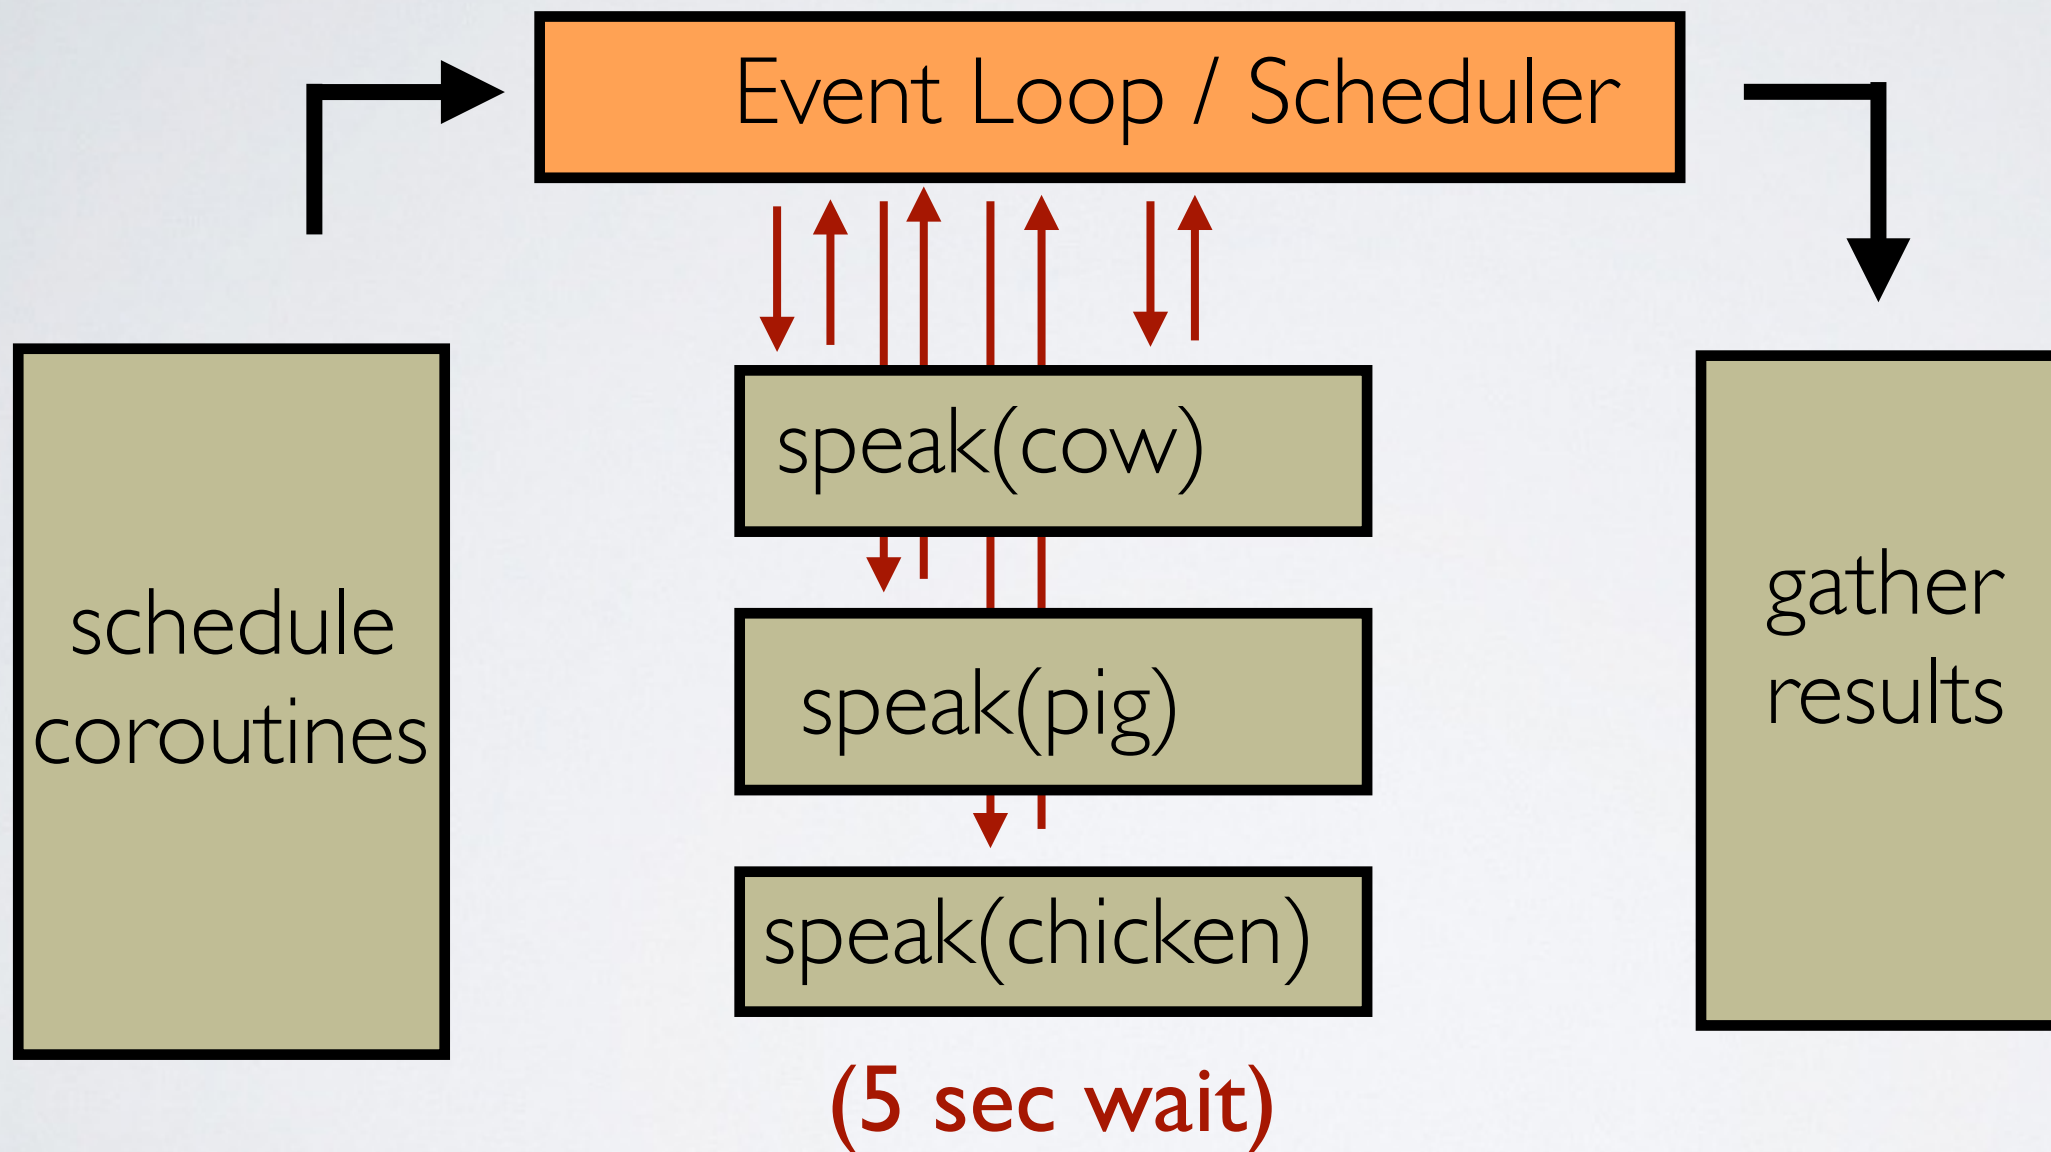 Event Loop / Scheduler
schedule
coroutines
speak(cow)
speak(pig)
speak(chicken)
(5 sec wait)
gather
results